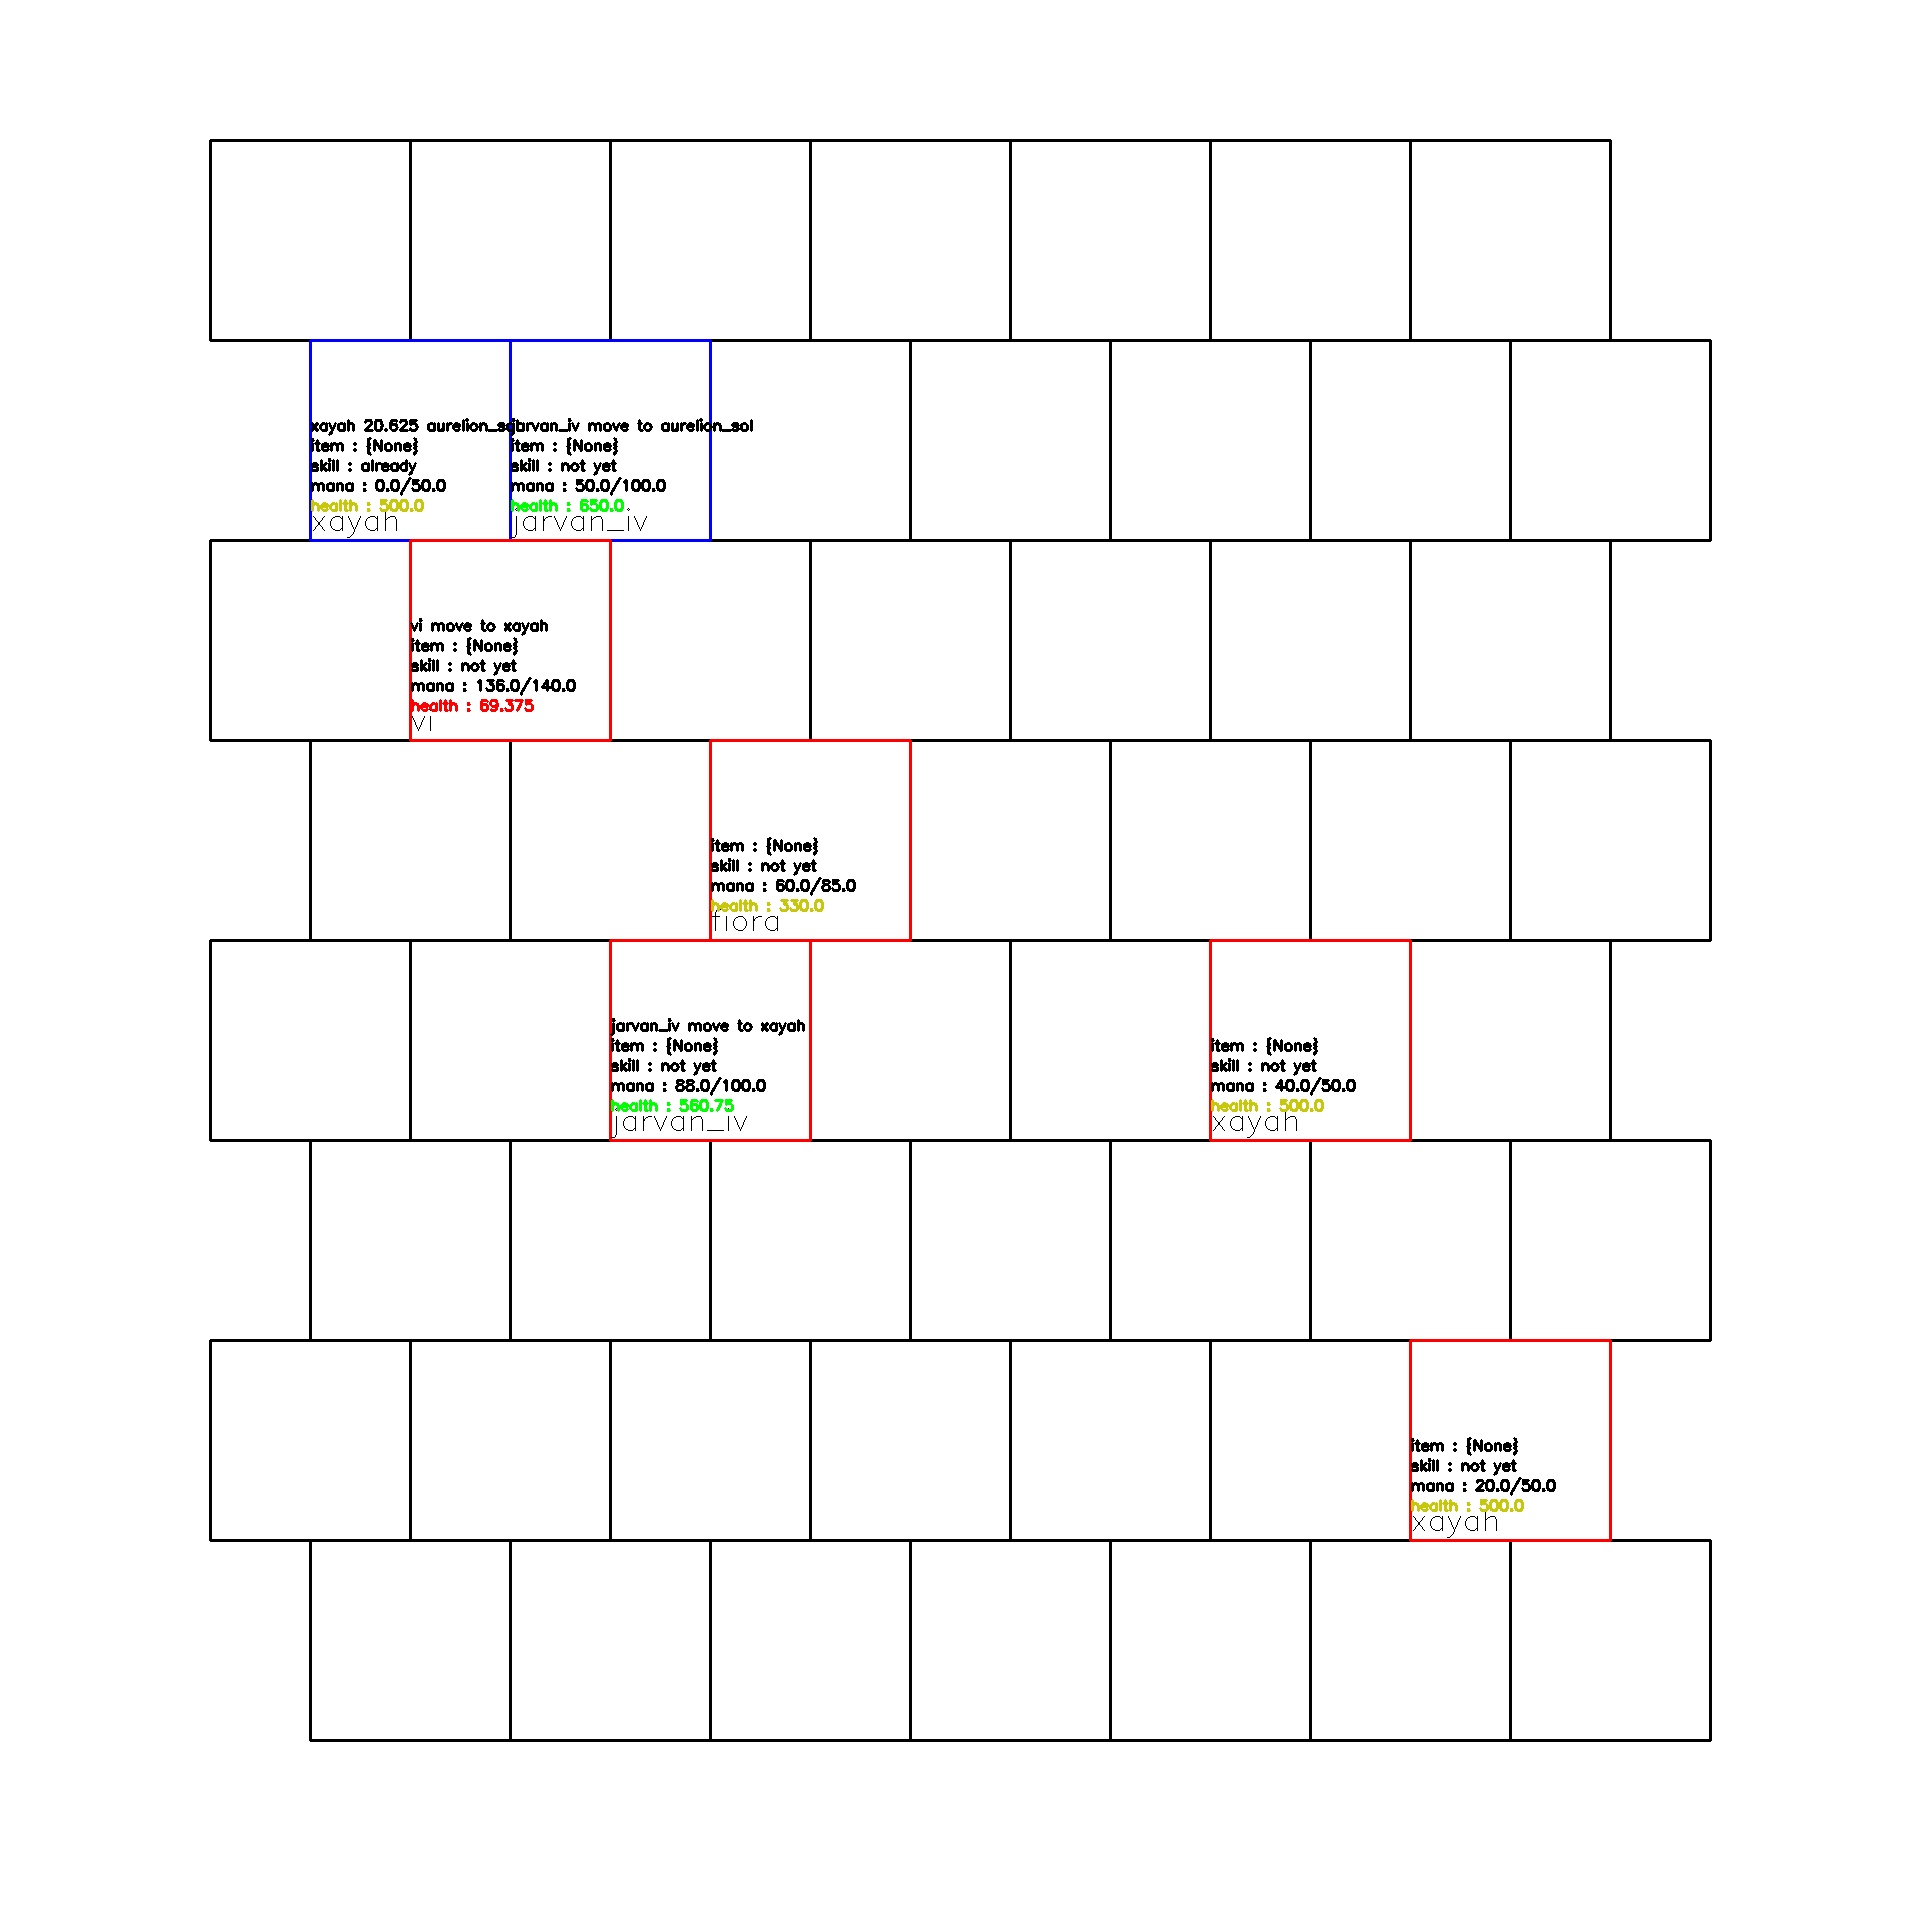 xayah 20.625 aurelion_sol
item : {None}
skill : already
mana : 0.0/50.0
health : 500.0
xayah
jarvan_iv move to aurelion_sol
item : {None}
skill : not yet
mana : 50.0/100.0
health : 650.0
jarvan_iv
vi move to xayah
item : {None}
skill : not yet
mana : 136.0/140.0
health : 69.375
vi
item : {None}
skill : not yet
mana : 60.0/85.0
health : 330.0
fiora
jarvan_iv move to xayah
item : {None}
skill : not yet
mana : 88.0/100.0
health : 560.75
jarvan_iv
item : {None}
skill : not yet
mana : 40.0/50.0
health : 500.0
xayah
item : {None}
skill : not yet
mana : 20.0/50.0
health : 500.0
xayah